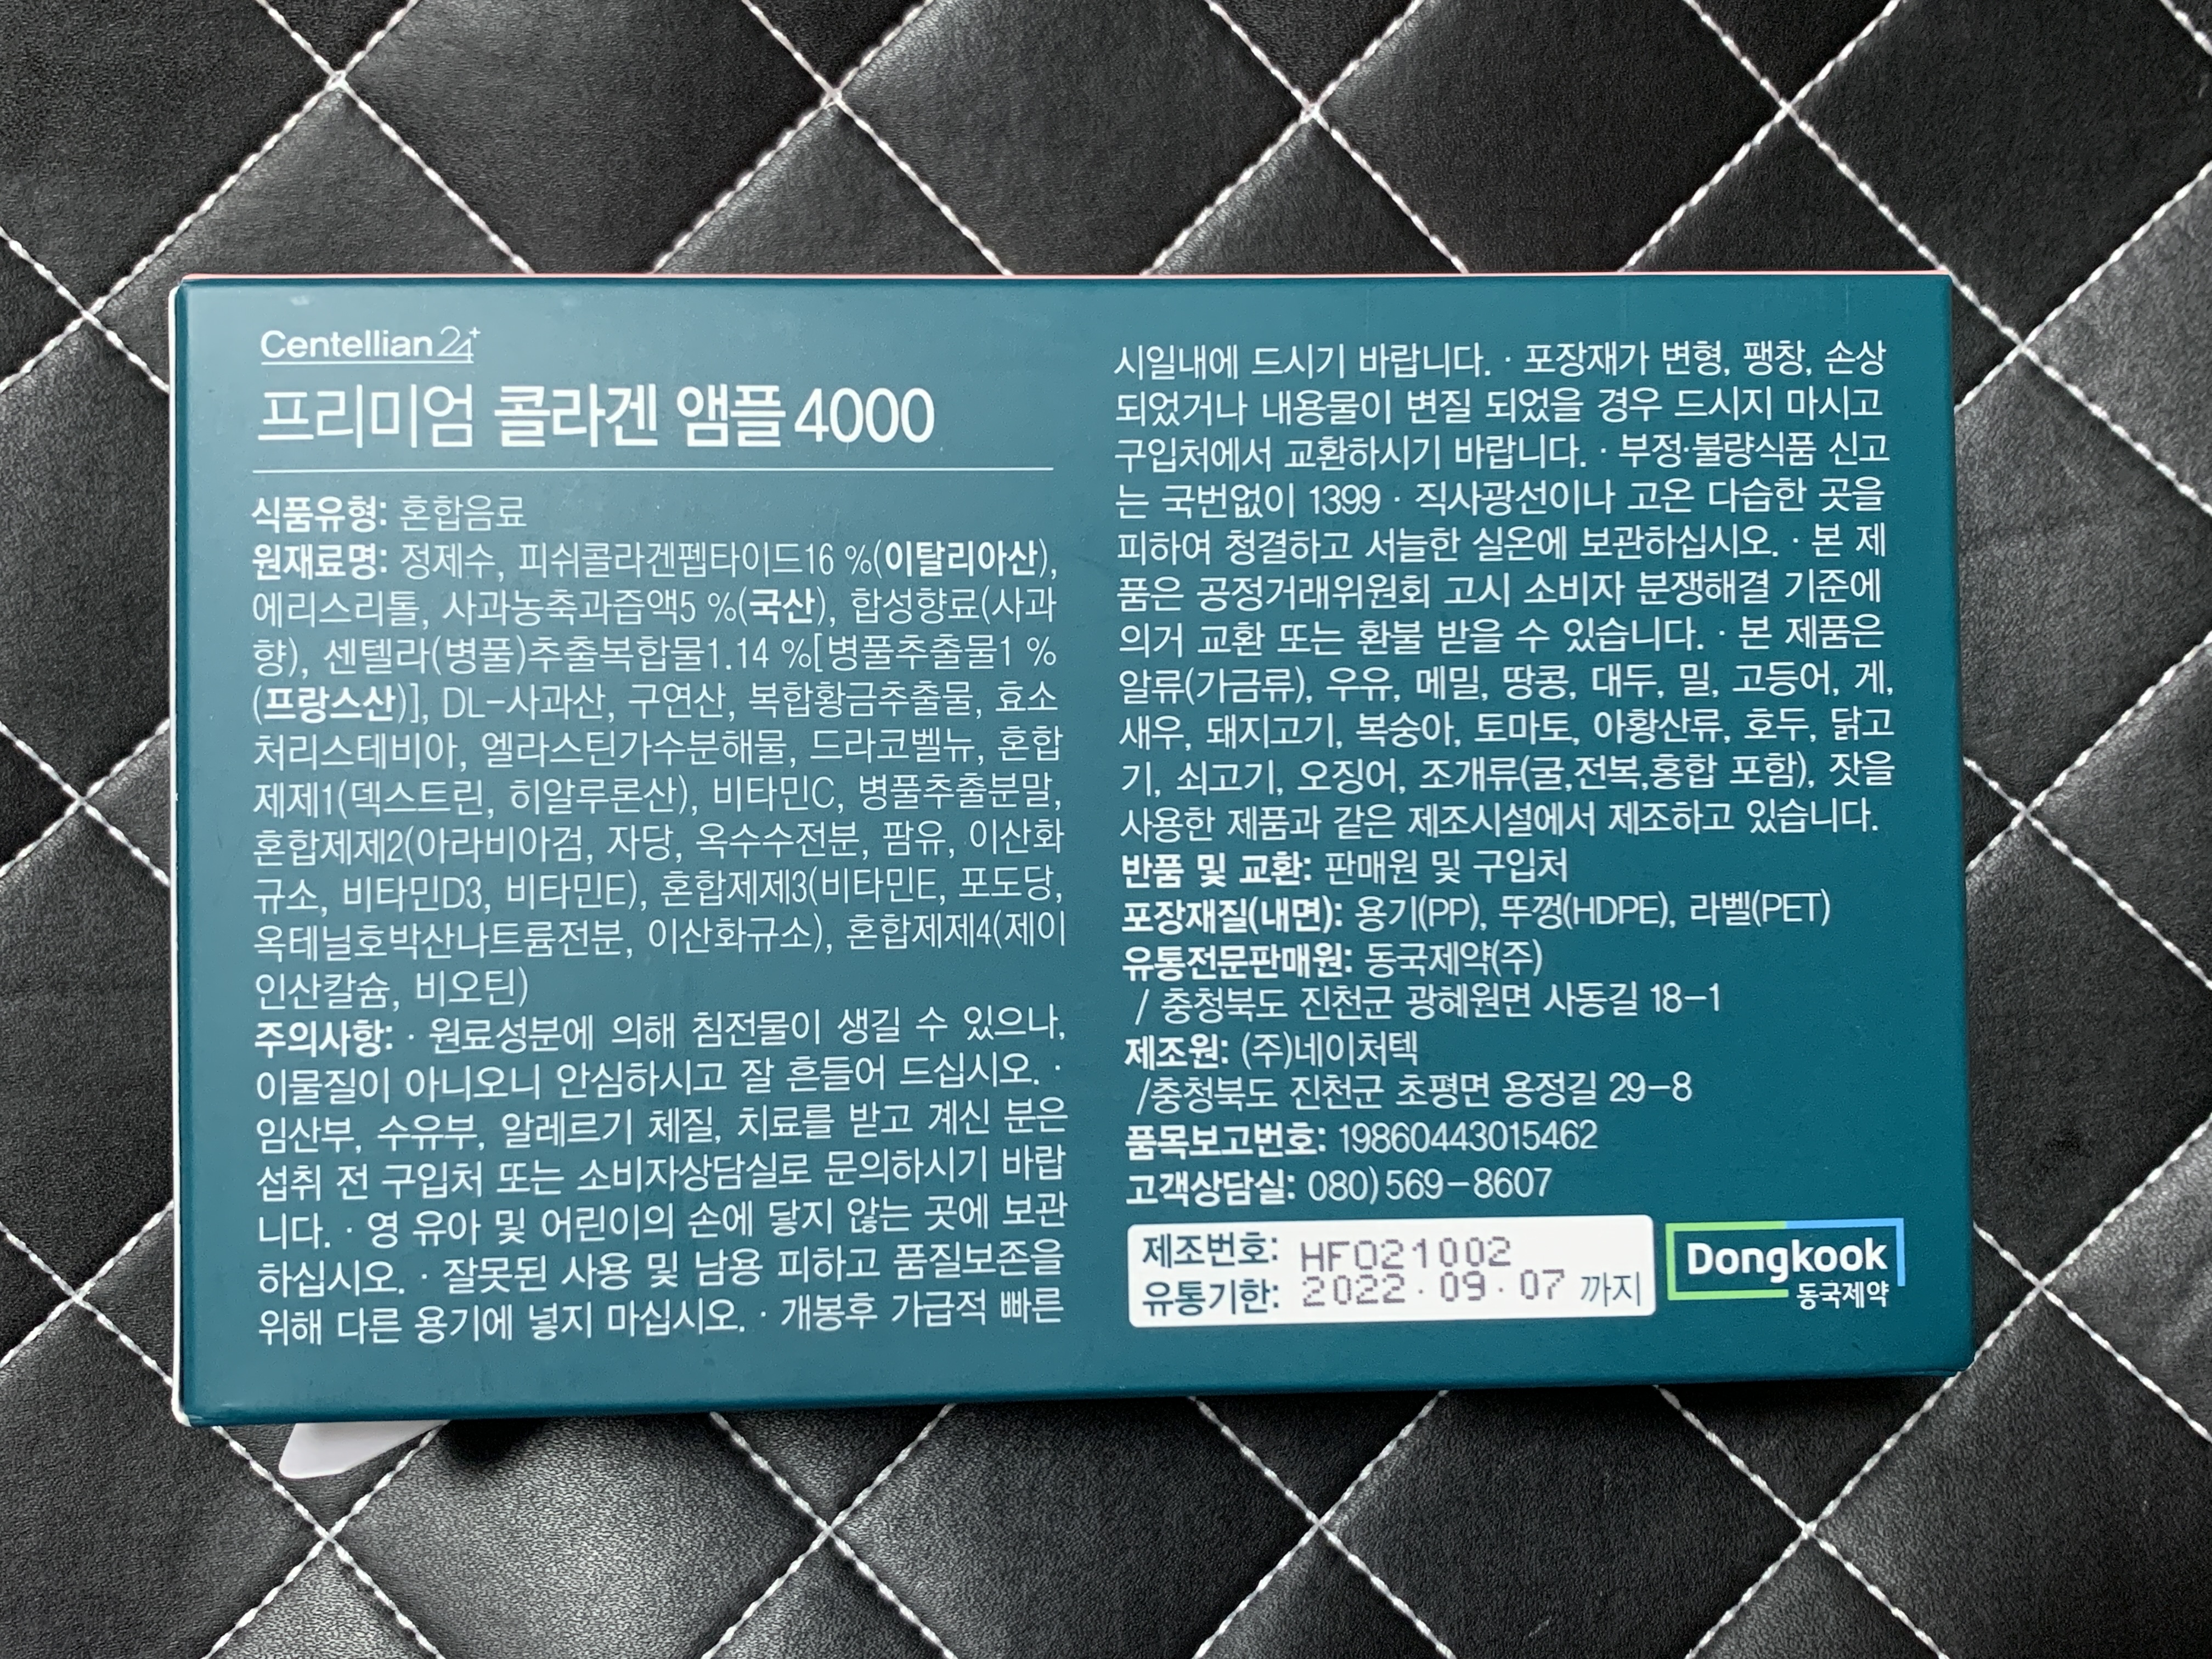 Centellian24+
프리미엄 콜라겐 앰플 4000
식품유형: 혼합음료
원재료명: 정제수, 피쉬콜라겐펩타이드16 %(이탈리아산),
에리스리톨, 사과농축과즙액5 %(국산), 합성향료(사과
향), 센텔라(병풀)추출복합물1.14 %[병풀추출물1 %
(프랑스산)], DL-사과산, 구연산, 복합황금추출물, 효소
처리스테비아, 엘라스틴가수분해물, 드라코벨뉴, 혼합
제제1(덱스트린, 히알루론산), 비타민C, 병풀추출분말,
혼합제제2(아라비아검, 자당, 옥수수전분, 팜유, 이산화
규소, 비타민D3, 비타민E), 혼합제제3(비타민E, 포도당,
옥테닐호박산나트륨전분, 이산화규소), 혼합제제4(제이
인산칼슘, 비오틴)
주의사항: · 원료성분에 의해 침전물이 생길 수 있으나,
이물질이 아니오니 안심하시고 잘 흔들어 드십시오. ·
임산부, 수유부, 알레르기 체질, 치료를 받고 계신 분은
섭취 전 구입처 또는 소비자상담실로 문의하시기 바랍
니다. · 영 유아 및 어린이의 손에 닿지 않는 곳에 보관
하십시오. · 잘못된 사용 및 남용 피하고 품질보존을
위해 다른 용기에 넣지 마십시오. · 개봉후 가급적 빠른
시일내에 드시기 바랍니다. · 포장재가 변형, 팽창, 손상
되었거나 내용물이 변질 되었을 경우 드시지 마시고
구입처에서 교환하시기 바랍니다. · 부정·불량식품 신고
는 국번없이 1399 · 직사광선이나 고온 다습한 곳을
피하여 청결하고 서늘한 실온에 보관하십시오. · 본 제
품은 공정거래위원회 고시 소비자 분쟁해결 기준에
의거 교환 또는 환불 받을 수 있습니다. · 본 제품은
알류(가금류), 우유, 메밀, 땅콩, 대두, 밀, 고등어, 게,
새우, 돼지고기, 복숭아, 토마토, 아황산류, 호두, 닭고
기, 쇠고기, 오징어, 조개류(굴,전복,홍합 포함), 잣을
사용한 제품과 같은 제조시설에서 제조하고 있습니다.
반품 및 교환: 판매원 및 구입처
포장재질(내면): 용기(PP), 뚜껑(HDPE), 라벨(PET)
유통전문판매원: 동국제약(주)
/ 충청북도 진천군 광혜원면 사동길 18-1
제조원: (주)네이처텍
/충청북도 진천군 초평면 용정길 29-8
품목보고번호: 19860443015462
고객상담실: 080)569-8607
제조번호: HF021002
유통기한: 2022.09.07 까지
Dongkook
동국제약